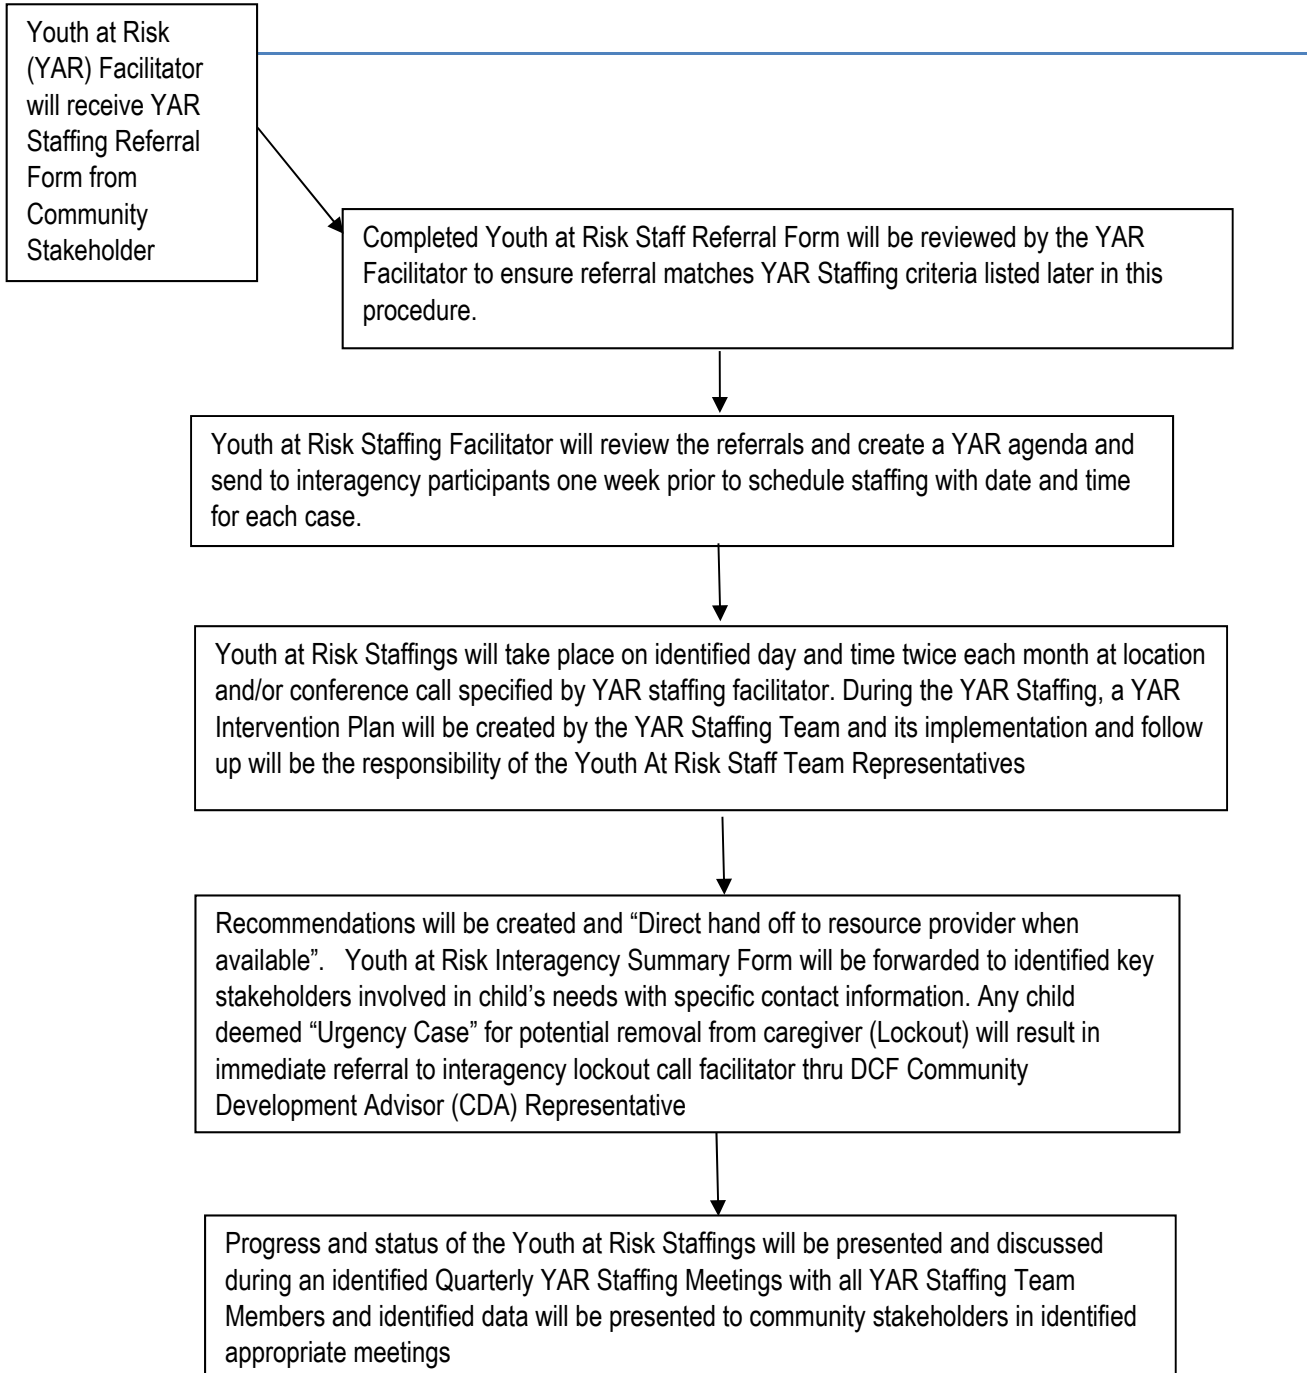 Youth at Risk
(YAR) Facilitator
will receive YAR
Staffing Referral
Form from
Community
Stakeholder
Completed Youth at Risk Staff Referral Form will be reviewed by the YAR
Facilitator to ensure referral matches YAR Staffing criteria listed later in this
procedure.
Youth at Risk Staffing Facilitator will review the referrals and create a YAR agenda and
send to interagency participants one week prior to schedule staffing with date and time
for each case.
Youth at Risk Staffings will take place on identified day and time twice each month at location
and/or conference call specified by YAR staffing facilitator. During the YAR Staffing, a YAR
Intervention Plan will be created by the YAR Staffing Team and its implementation and follow
up will be the responsibility of the Youth At Risk Staff Team Representatives
Recommendations will be created and “Direct hand off to resource provider when
available”.   Youth at Risk Interagency Summary Form will be forwarded to identified key
stakeholders involved in child’s needs with specific contact information. Any child
deemed “Urgency Case” for potential removal from caregiver (Lockout) will result in
immediate referral to interagency lockout call facilitator thru DCF Community
Development Advisor (CDA) Representative
Progress and status of the Youth at Risk Staffings will be presented and discussed
during an identified Quarterly YAR Staffing Meetings with all YAR Staffing Team
Members and identified data will be presented to community stakeholders in identified
appropriate meetings